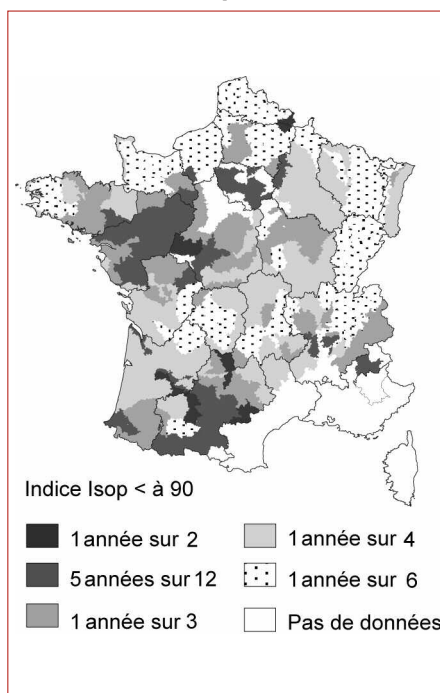 Indice Isop < à 90
1 année sur 2
5 années sur 12
1 année sur 3
1 année sur 4
1 année sur 6
Pas de données